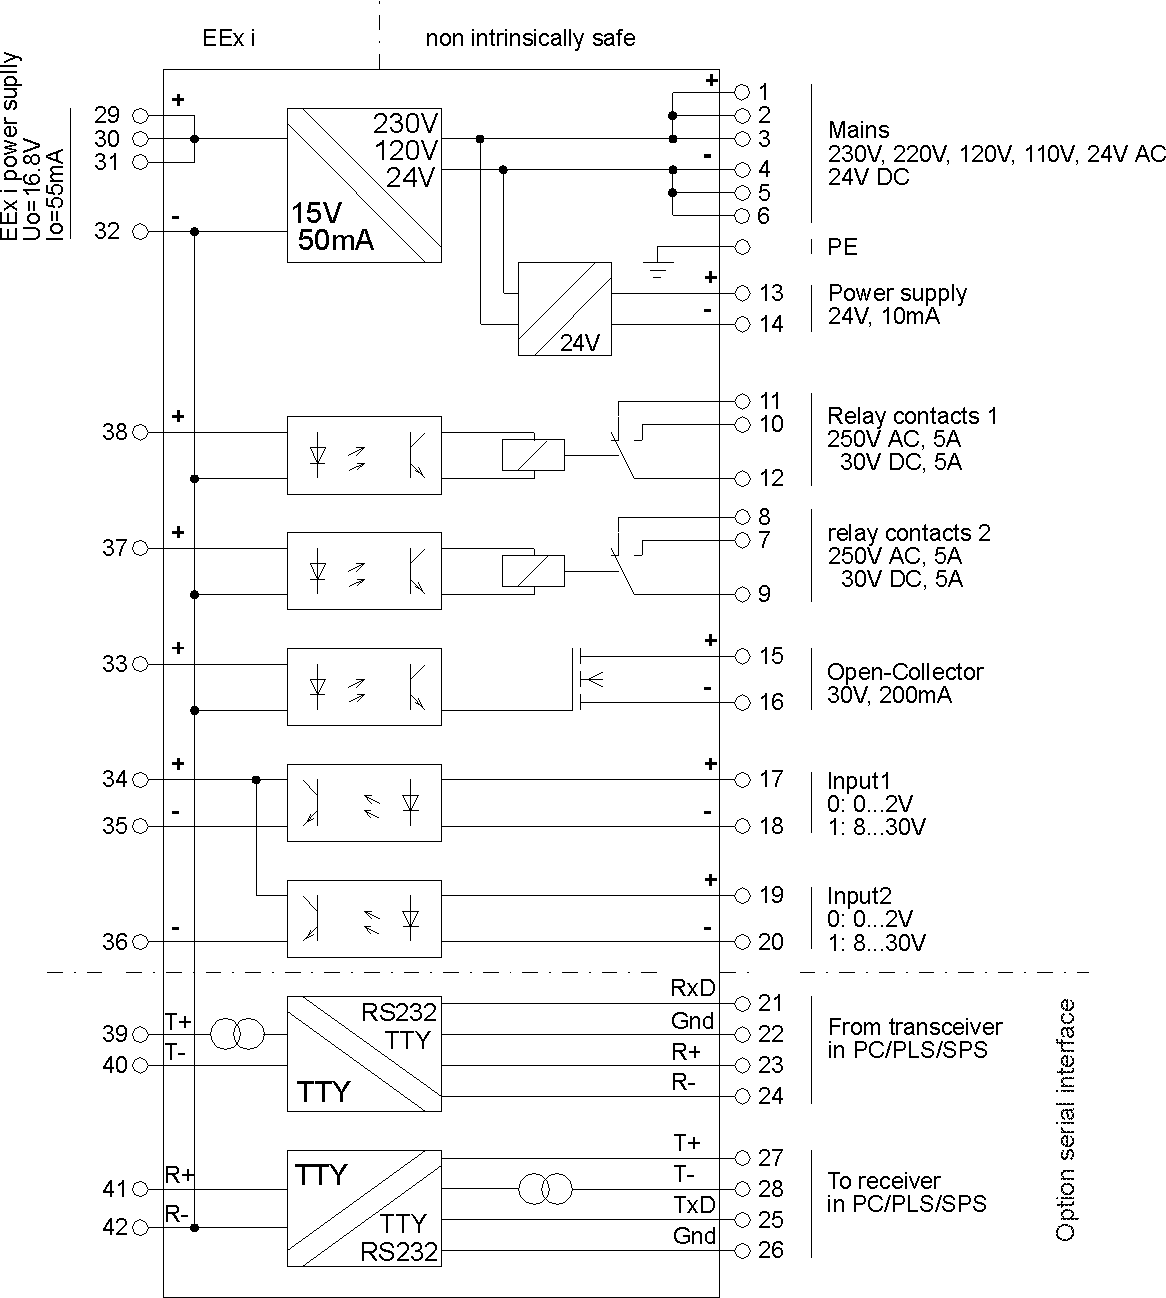 EEx i
non intrinsically safe
EEx i power suplly
Uo=16.8V
Io=55mA
29
30
31
32
+
-
230V
120V
24V
15V
50mA
+
-
1
2
3
4
5
6
Mains
230V, 220V, 120V, 110V, 24V AC
24V DC
PE
24V
+
-
13
14
Power supply
24V, 10mA
38
+
11
10
12
Relay contacts 1
250V AC, 5A
30V DC, 5A
37
+
8
7
9
relay contacts 2
250V AC, 5A
30V DC, 5A
33
+
+
-
15
16
Open-Collector
30V, 200mA
34
35
+
-
+
-
17
18
Input1
0: 0...2V
1: 8...30V
36
-
+
-
19
20
Input2
0: 0...2V
1: 8...30V
39
40
T+
T-
RS232
TTY
TTY
RxD
Gnd
R+
R-
21
22
23
24
From transceiver
in PC/PLS/SPS
41
42
R+
R-
TTY
TTY
RS232
T+
T-
TxD
Gnd
27
28
25
26
To receiver
in PC/PLS/SPS
Option serial interface